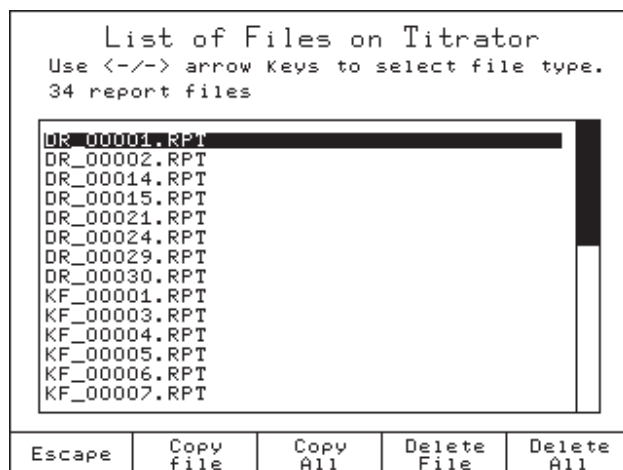 List of Files on Titrator
Use <-/-> arrow Keys to select file type.
34 report files
DR_00001.RPT
DR_00002.RPT
DR_00014.RPT
DR_00015.RPT
DR_00021.RPT
DR_00024.RPT
DR_00029.RPT
DR_00030.RPT
KF_00001.RPT
KF_00003.RPT
KF_00004.RPT
KF_00005.RPT
KF_00006.RPT
KF_00007.RPT
Escape
Copy
file
Copy
All
Delete
File
Delete
All